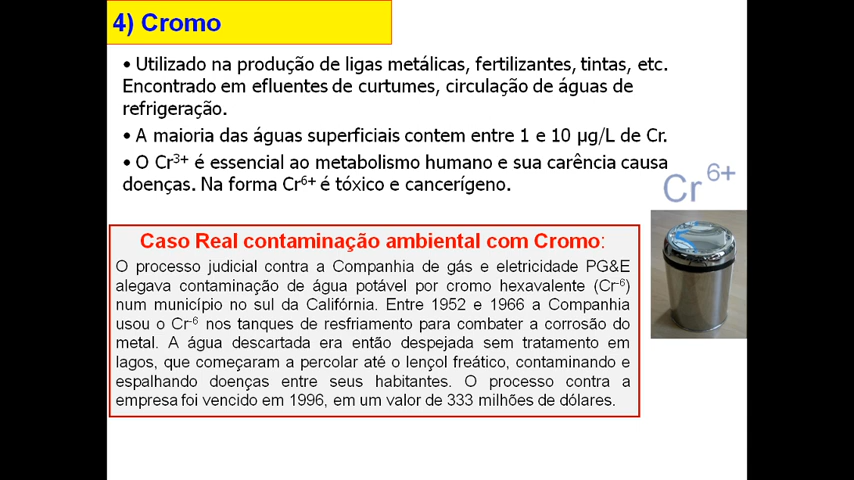 4) Cromo
• Utilizado na produção de ligas metálicas, fertilizantes, tintas, etc.
Encontrado em efluentes de curtumes, circulação de águas de
refrigeração.
• A maioria das águas superficiais contem entre 1 e 10 µg/L de Cr.
• O Cr³⁺ é essencial ao metabolismo humano e sua carência causa
doenças. Na forma Cr⁶⁺ é tóxico e cancerígeno.
Cr⁶⁺
Caso Real contaminação ambiental com Cromo:
O processo judicial contra a Companhia de gás e eletricidade PG&E
alegava contaminação de água potável por cromo hexavalente (Cr⁻⁶)
num município no sul da Califórnia. Entre 1952 e 1966 a Companhia
usou o Cr⁻⁶ nos tanques de resfriamento para combater a corrosão do
metal. A água descartada era então despejada sem tratamento em
lagos, que começaram a percolar até o lençol freático, contaminando e
espalhando doenças entre seus habitantes. O processo contra a
empresa foi vencido em 1996, em um valor de 333 milhões de dólares.